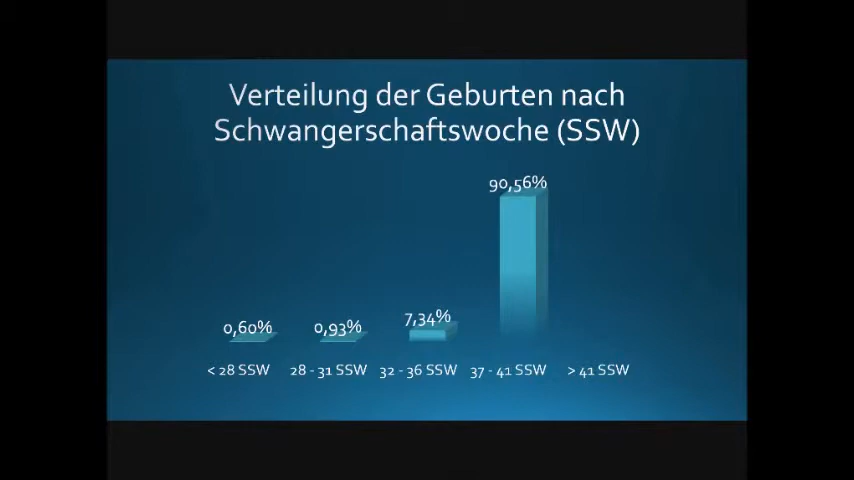 Verteilung der Geburten nach
Schwangerschaftswoche (SSW)
90,56%
7,34%
0,60%
0,93%
< 28 SSW
28 - 31 SSW
32 - 36 SSW
37 - 41 SSW
> 41 SSW